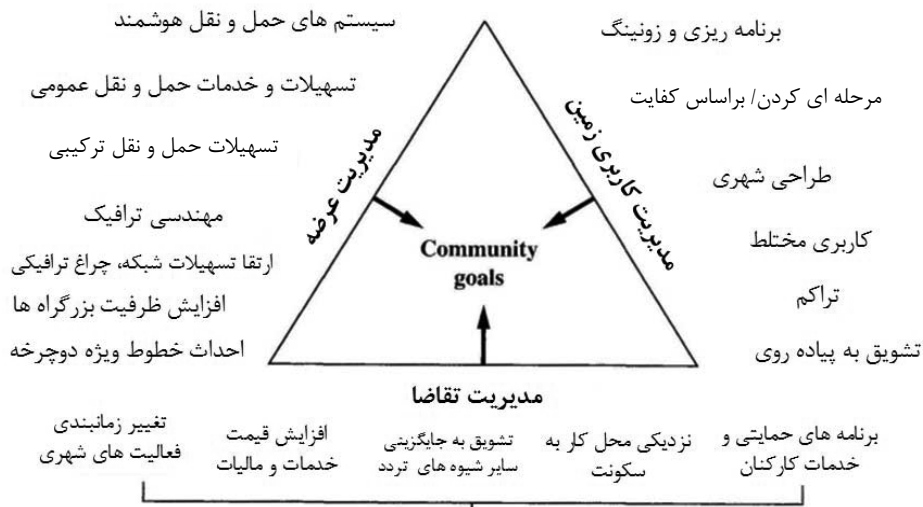 سیستم های حمل و نقل هوشمند
تسهیلات و خدمات حمل و نقل عمومی
تسهیلات حمل و نقل ترکیبی
مهندسی ترافیک
ارتقا تسهیلات شبکه، چراغ ترافیکی
افزایش ظرفیت بزرگراه ها
احداث خطوط ویژه دوچرخه
مدیریت عرضه
برنامه ریزی و زونینگ
مرحله ای کردن/ براساس کفایت
طراحی شهری
کاربری مختلط
تراکم
تشویق به پیاده روی
مدیریت کاربری زمین
Community
goals
مدیریت تقاضا
برنامه های حمایتی و
خدمات کارکنان
نزدیکی محل کار به
سکونت
تشویق به جایگزینی
سایر شیوه های تردد
افزایش قیمت
خدمات و مالیات
تغییر زمانبندی
فعالیت های شهری